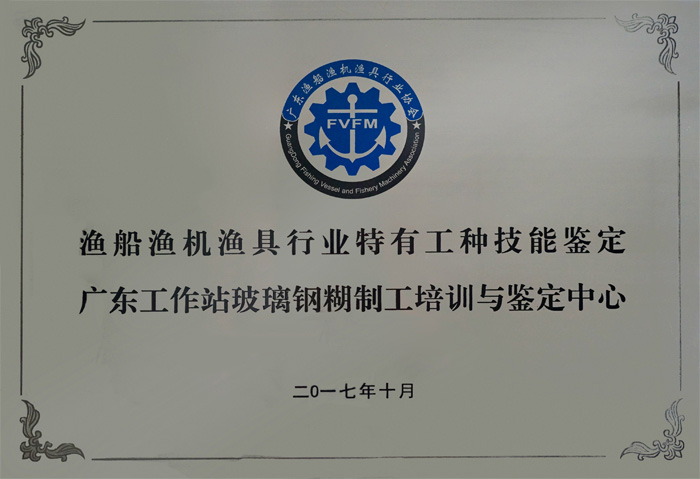 广东渔船渔机渔具行业协会
FVFM
GuangDong Fishing Vessel and Fishery Machinery Association
渔船渔机渔具行业特有工种技能鉴定
广东工作站玻璃钢糊制工培训与鉴定中心
二0一七年十月